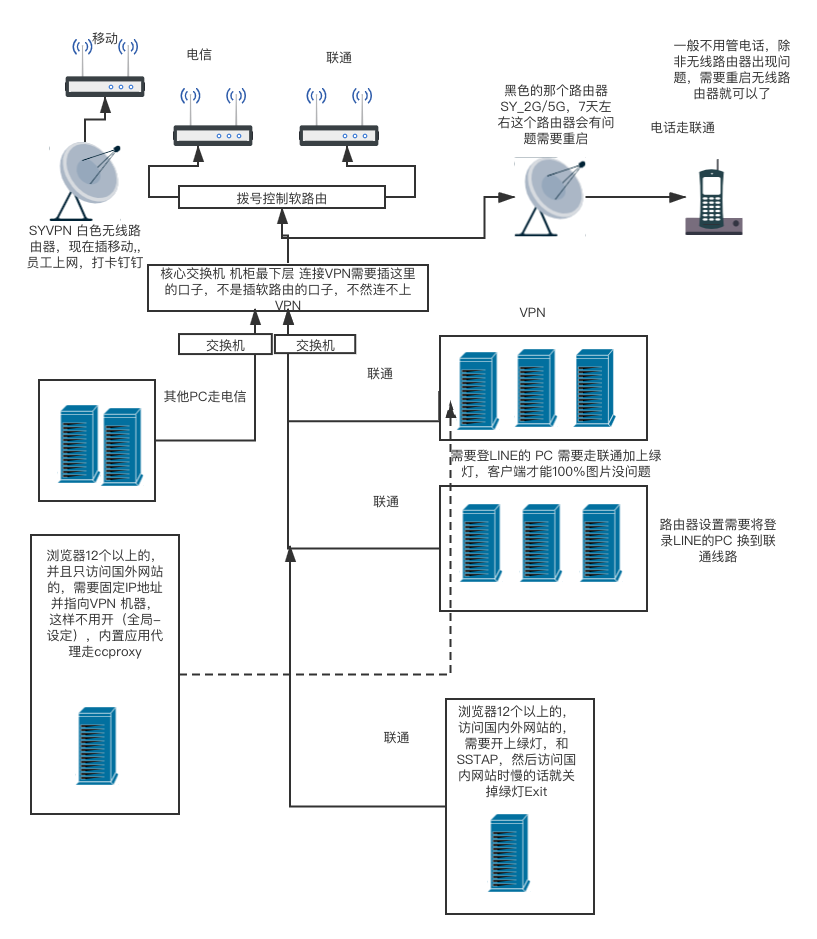 移动
电信
联通
一般不用管电话，除
非无线路由器出现问
题，需要重启无线路
由器就可以了
黑色的那个路由器
SY_2G/5G，7天左
右这个路由器会有问
题需要重启
电话走联通
拨号控制软路由
SYVPN 白色无线路
由器，现在插移动,,
员工上网，打卡钉钉
核心交换机 机柜最下层 连接VPN需要插这里
的口子，不是插软路由的口子，不然连不上
VPN
VPN
交换机
交换机
联通
其他PC走电信
需要登LINE的 PC 需要走联通加上绿
灯，客户端才能100%图片没问题
联通
路由器设置需要将登
录LINE的PC 换到联
通线路
浏览器12个以上的，
并且只访问国外网站
的，需要固定IP地址
并指向VPN 机器，
这样不用开（全局-
设定），内置应用代
理走ccproxy
联通
浏览器12个以上的，
访问国内外网站的，
需要开上绿灯，和
SSTAP，然后访问国
内网站时慢的话就关
掉绿灯Exit